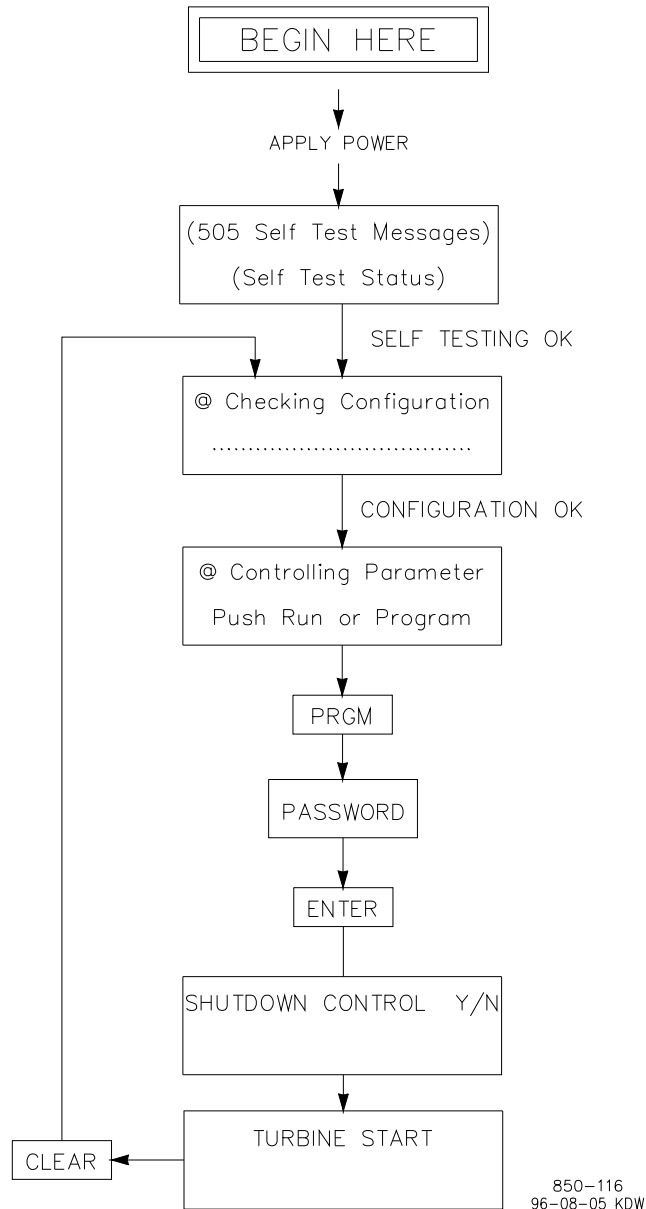 BEGIN HERE
APPLY POWER
(505 Self Test Messages)
(Self Test Status)
SELF TESTING OK
@ Checking Configuration
....................................
CONFIGURATION OK
@ Controlling Parameter
Push Run or Program
PRGM
PASSWORD
ENTER
SHUTDOWN CONTROL Y/N
TURBINE START
CLEAR
850-116
96-08-05 KDW